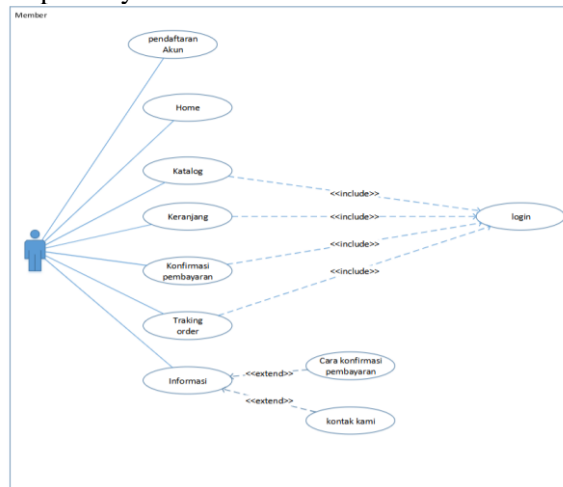 Member
pendaftaran
Akun
Home
Katalog
<<include>>
Keranjang
<<include>>
login
Konfirmasi
pembayaran
<<include>>
<<include>>
Traking
order
Informasi
<<extend>>
Cara konfirmasi
pembayaran
<<extend>>
kontak kami